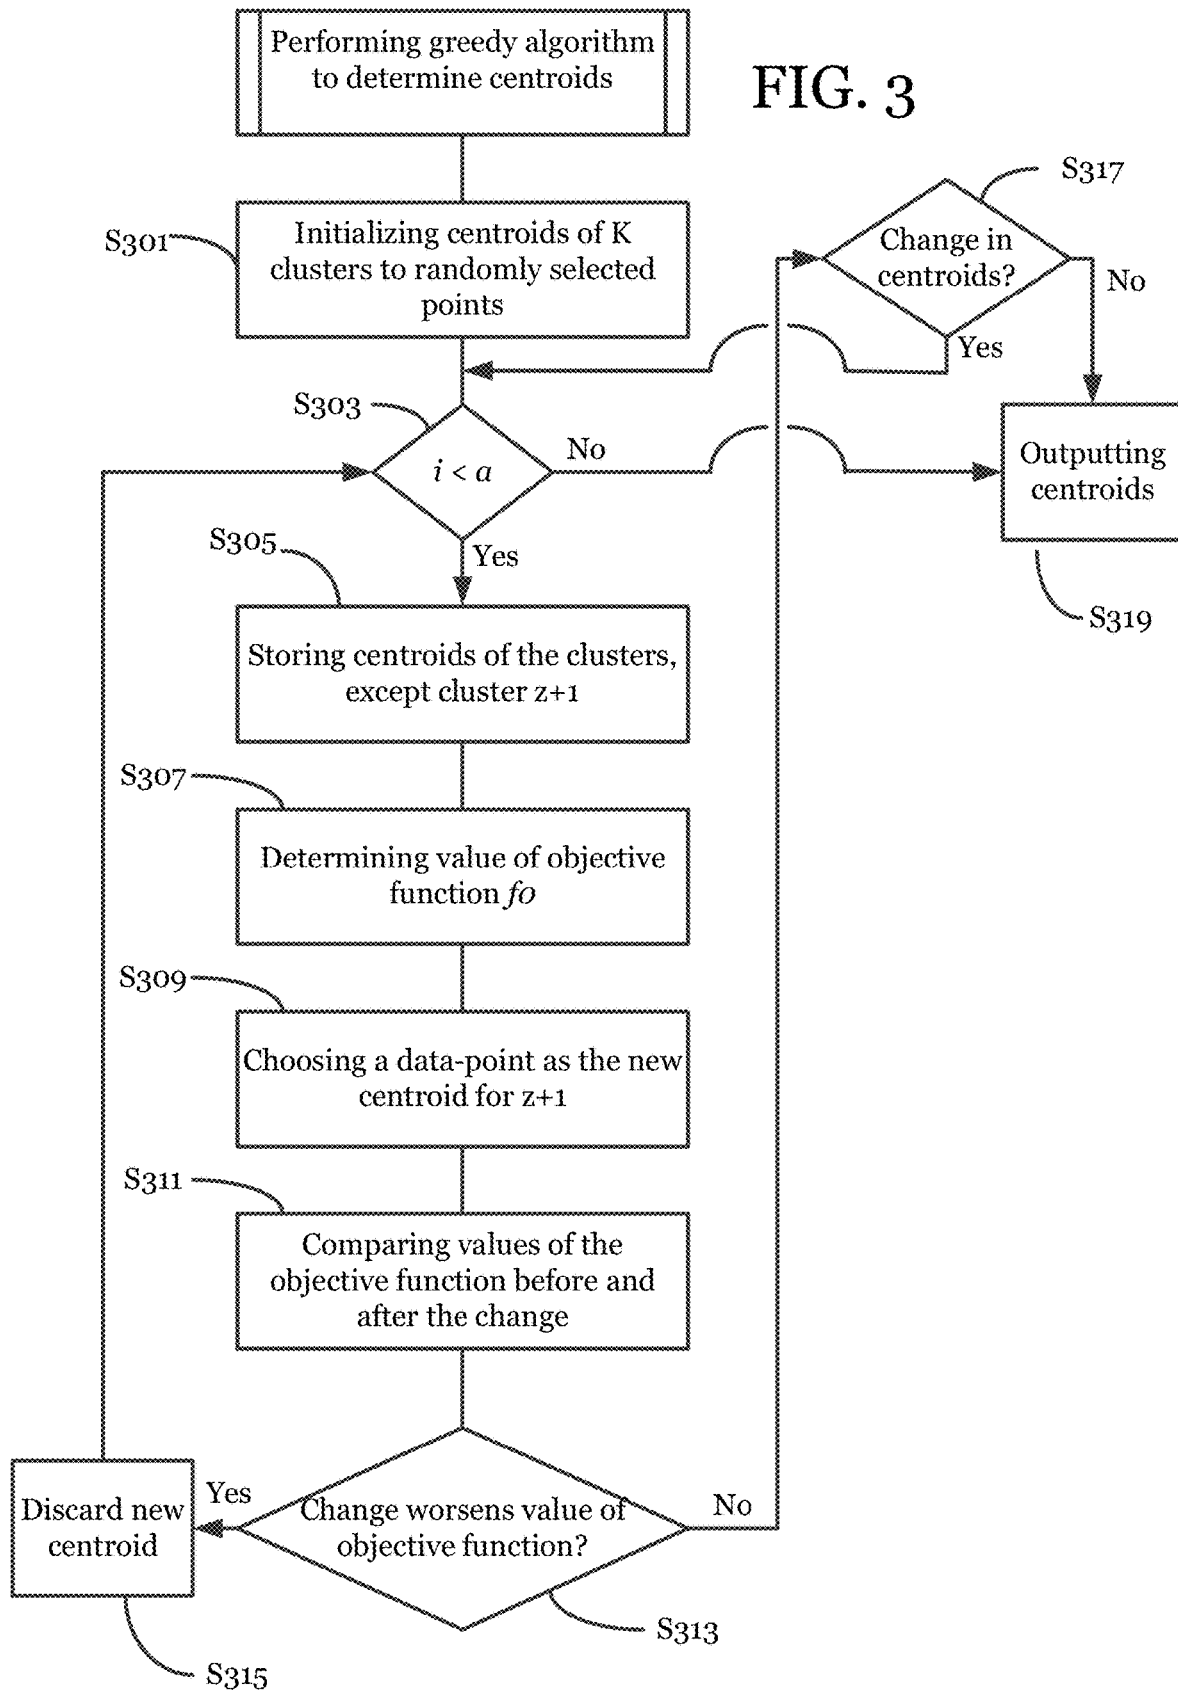 Performing greedy algorithm
to determine centroids
FIG. 3
S317
S301
Initializing centroids of K
clusters to randomly selected
points
Change in
centroids?
No
Yes
S303
i < a
No
Outputting
centroids
S305
Yes
S319
Storing centroids of the clusters,
except cluster z+1
S307
Determining value of objective
function fo
S309
Choosing a data-point as the new
centroid for z+1
S311
Comparing values of the
objective function before and
after the change
Discard new
centroid
Yes
Change worsens value of
objective function?
No
S313
S315